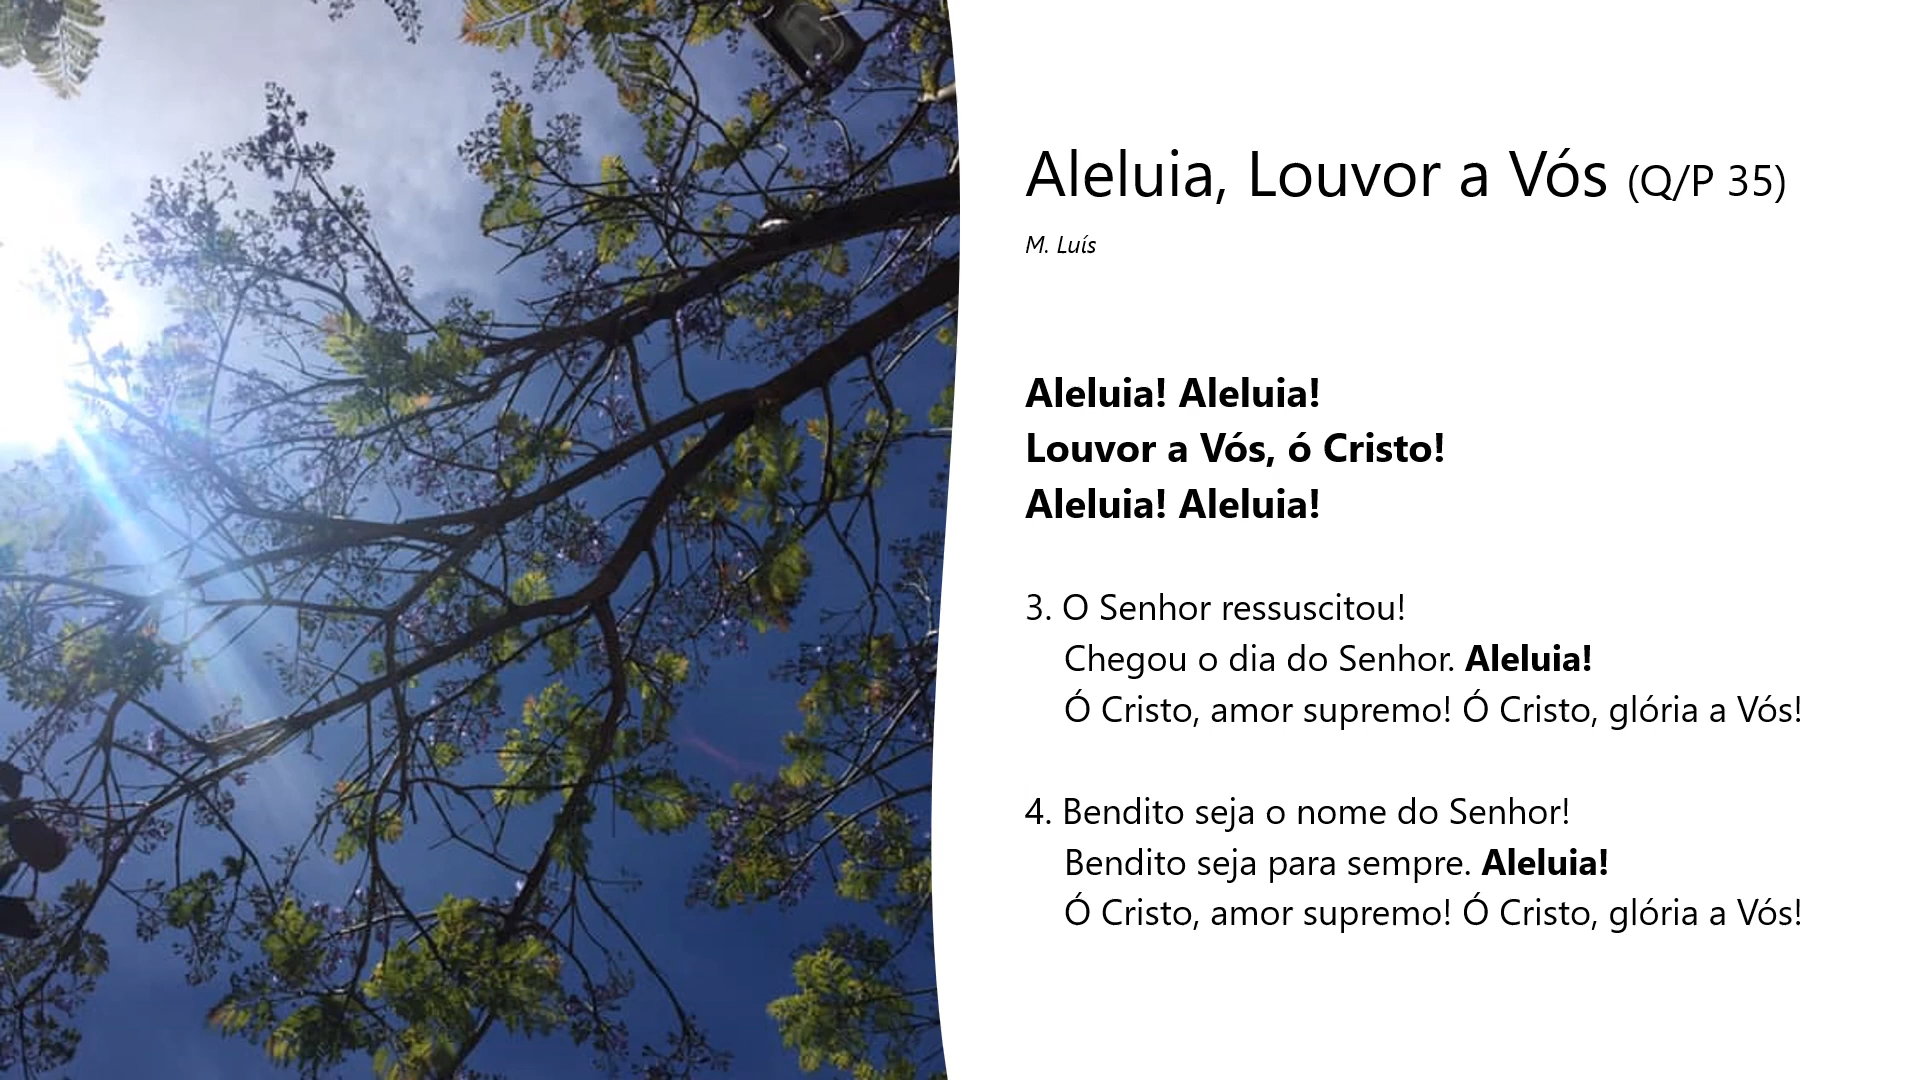 Aleluia, Louvor a Vós (Q/P 35)
M. Luís
Aleluia! Aleluia!
Louvor a Vós, ó Cristo!
Aleluia! Aleluia!
3. O Senhor ressuscitou!
Chegou o dia do Senhor. Aleluia!
Ó Cristo, amor supremo! Ó Cristo, glória a Vós!
4. Bendito seja o nome do Senhor!
Bendito seja para sempre. Aleluia!
Ó Cristo, amor supremo! Ó Cristo, glória a Vós!